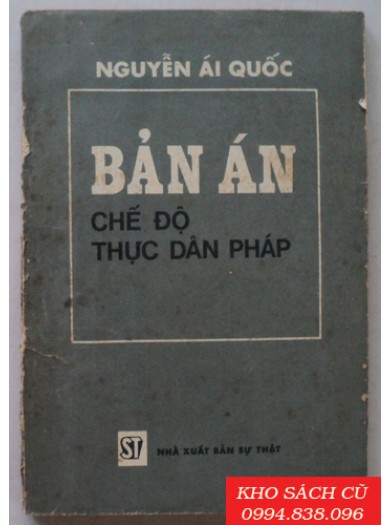 NGUYỄN ÁI QUỐC
BẢN ÁN
CHẾ ĐỘ
THỰC DÂN PHÁP
ST
NHÀ XUẤT BẢN SỰ THẬT
KHO SÁCH CŨ
0994.838.096